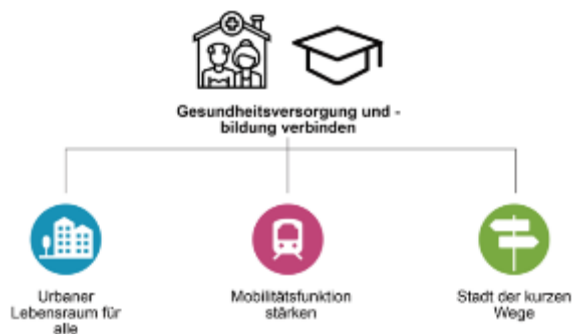 Gesundheitsversorgung und -
bildung verbinden
Urbaner
Lebensraum für
alle
Mobilitätsfunktion
stärken
Stadt der kurzen
Wege